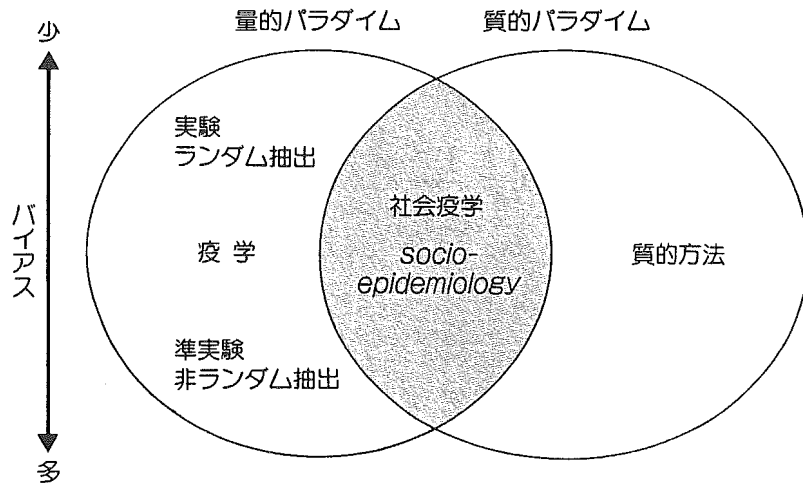 量的パラダイム
質的パラダイム
少
実験
ランダム抽出
社会疫学
バイアス
疫 学
socio-
epidemiology
質的方法
準実験
非ランダム抽出
多